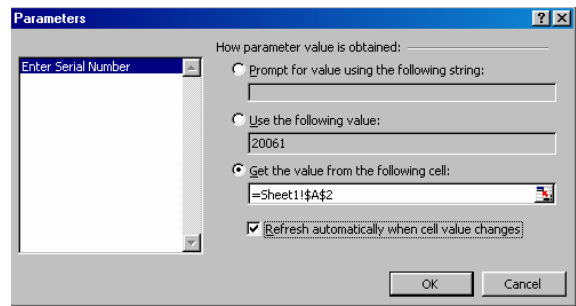 Parameters
Enter Serial Number
How parameter value is obtained:
Prompt for value using the following string:
Use the following value:
20061
Get the value from the following cell:
=Sheet1!$A$2
Refresh automatically when cell value changes
OK
Cancel